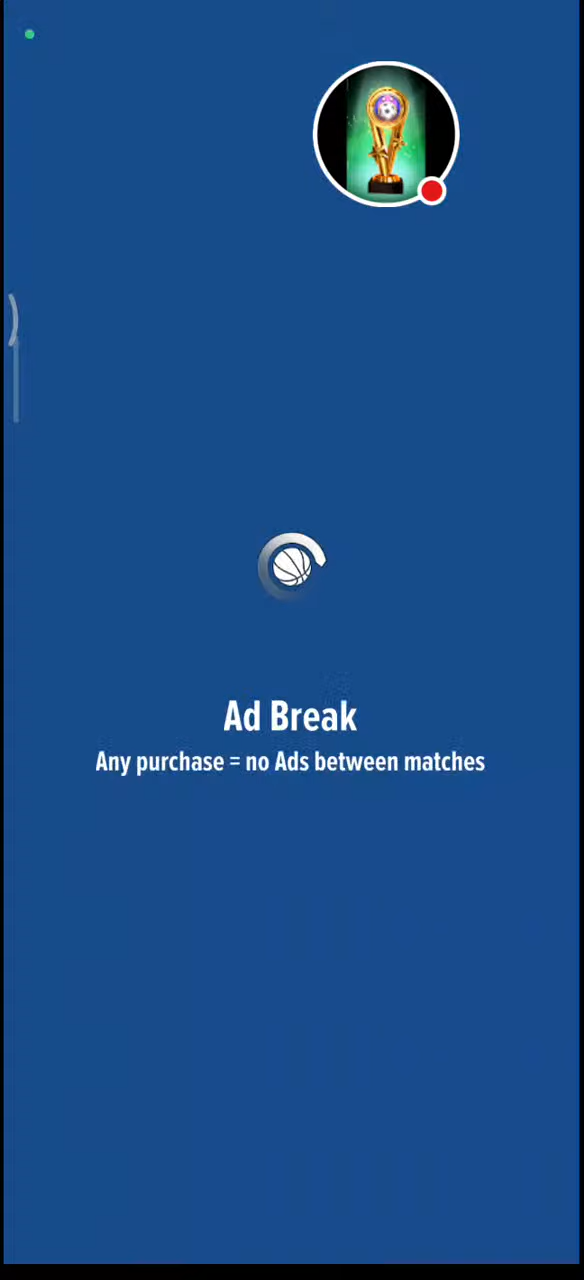 Ad Break
Any purchase = no Ads between matches